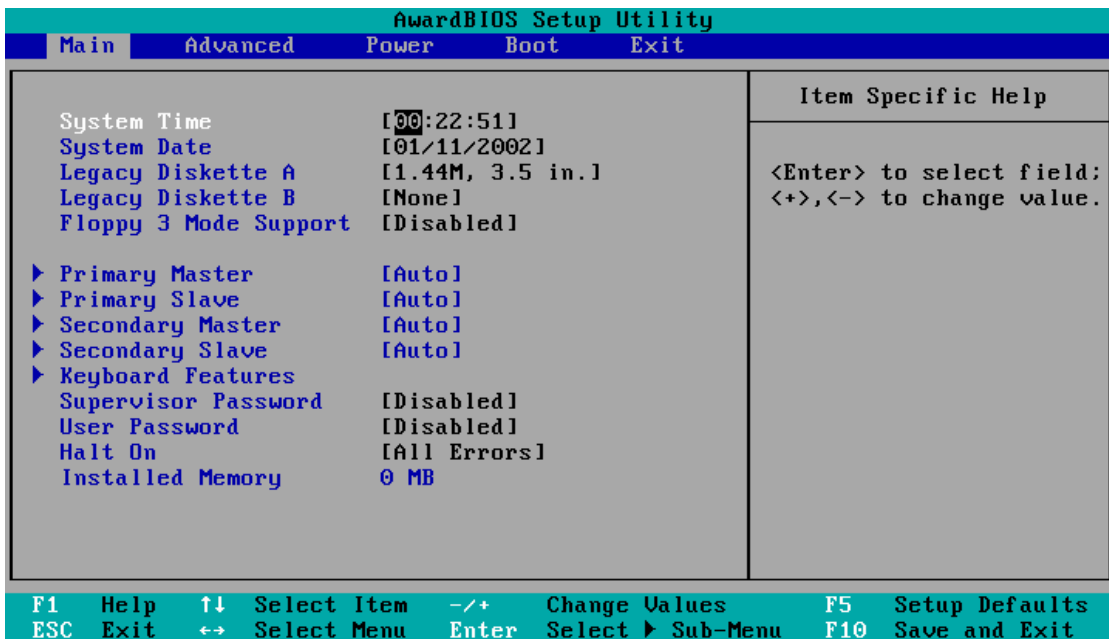 AwardBIOS Setup Utility
Main Advanced Power Boot Exit
Item Specific Help
System Time [00:22:51]
System Date [01/11/2002]
Legacy Diskette A [1.44M, 3.5 in.] <Enter> to select field;
Legacy Diskette B [None] <+>,<-> to change value.
Floppy 3 Mode Support [Disabled]
▶ Primary Master [Auto]
▶ Primary Slave [Auto]
▶ Secondary Master [Auto]
▶ Secondary Slave [Auto]
▶ Keyboard Features
Supervisor Password [Disabled]
User Password [Disabled]
Halt On [All Errors]
Installed Memory 0 MB
F1 Help ↑↓ Select Item -/+ Change Values F5 Setup Defaults
ESC Exit ↔ Select Menu Enter Select ▶ Sub-Menu F10 Save and Exit